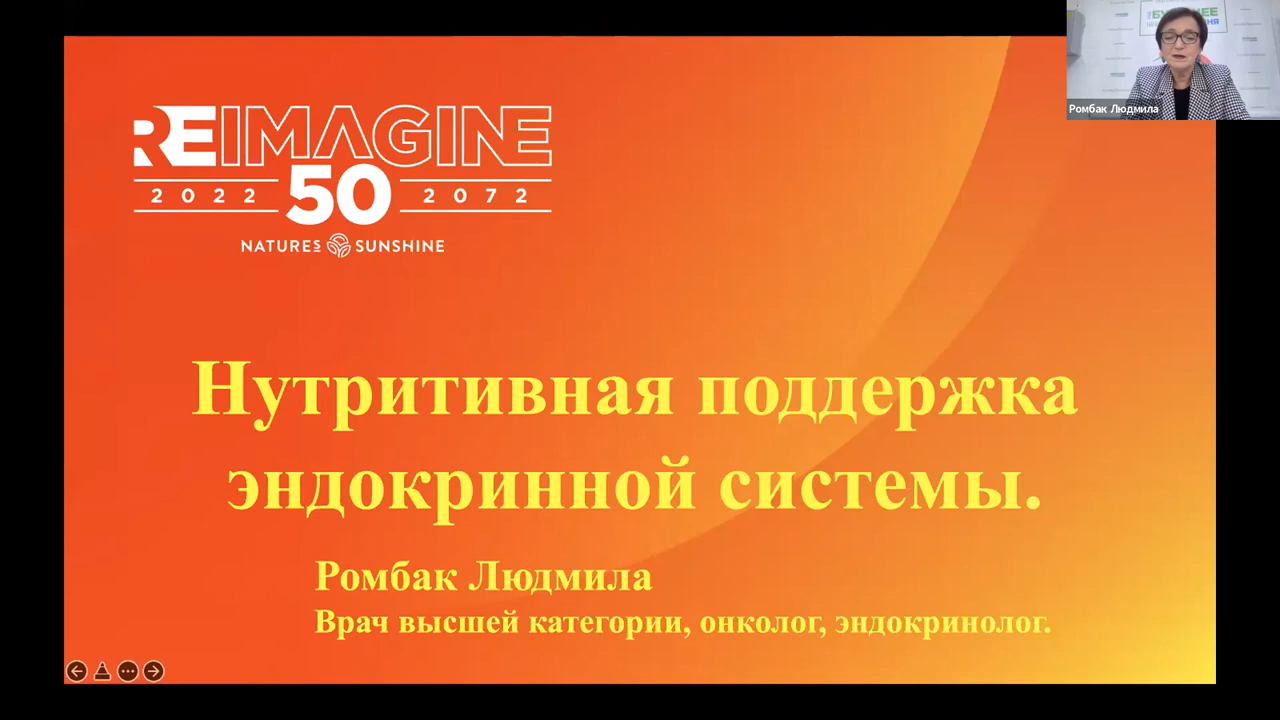 REIMAGINE
2022 50 2072
NATURES SUNSHINE
Ромбак Людмила
Нутритивная поддержка
эндокринной системы.
Ромбак Людмила
Врач высшей категории, онколог, эндокринолог.